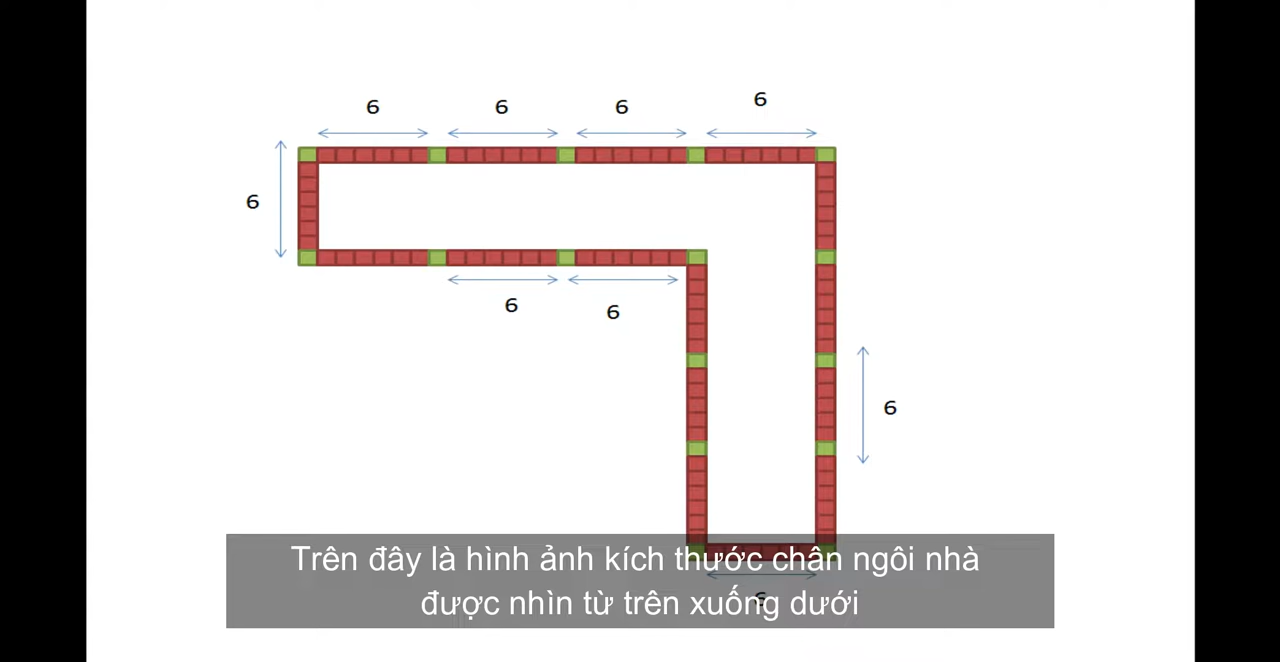 6 6 6 6
6
6 6
6
Trên đây là hình ảnh kích thước chân ngôi nhà
được nhìn từ trên xuống dưới
6